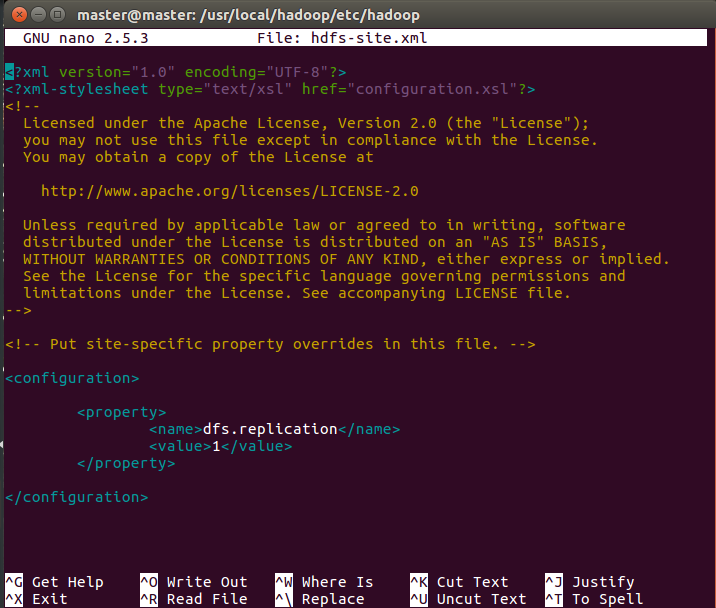 master@master: /usr/local/hadoop/etc/hadoop
GNU nano 2.5.3 File: hdfs-site.xml
<?xml version="1.0" encoding="UTF-8"?>
<?xml-stylesheet type="text/xsl" href="configuration.xsl"?>
<!--
  Licensed under the Apache License, Version 2.0 (the "License");
  you may not use this file except in compliance with the License.
  You may obtain a copy of the License at
    http://www.apache.org/licenses/LICENSE-2.0
  Unless required by applicable law or agreed to in writing, software
  distributed under the License is distributed on an "AS IS" BASIS,
  WITHOUT WARRANTIES OR CONDITIONS OF ANY KIND, either express or implied.
  See the License for the specific language governing permissions and
  limitations under the License. See accompanying LICENSE file.
-->
<!-- Put site-specific property overrides in this file. -->
<configuration>
        <property>
                <name>dfs.replication</name>
                <value>1</value>
        </property>
</configuration>
^G Get Help ^O Write Out ^W Where Is ^K Cut Text ^J Justify
^X Exit ^R Read File ^\ Replace ^U Uncut Text ^T To Spell